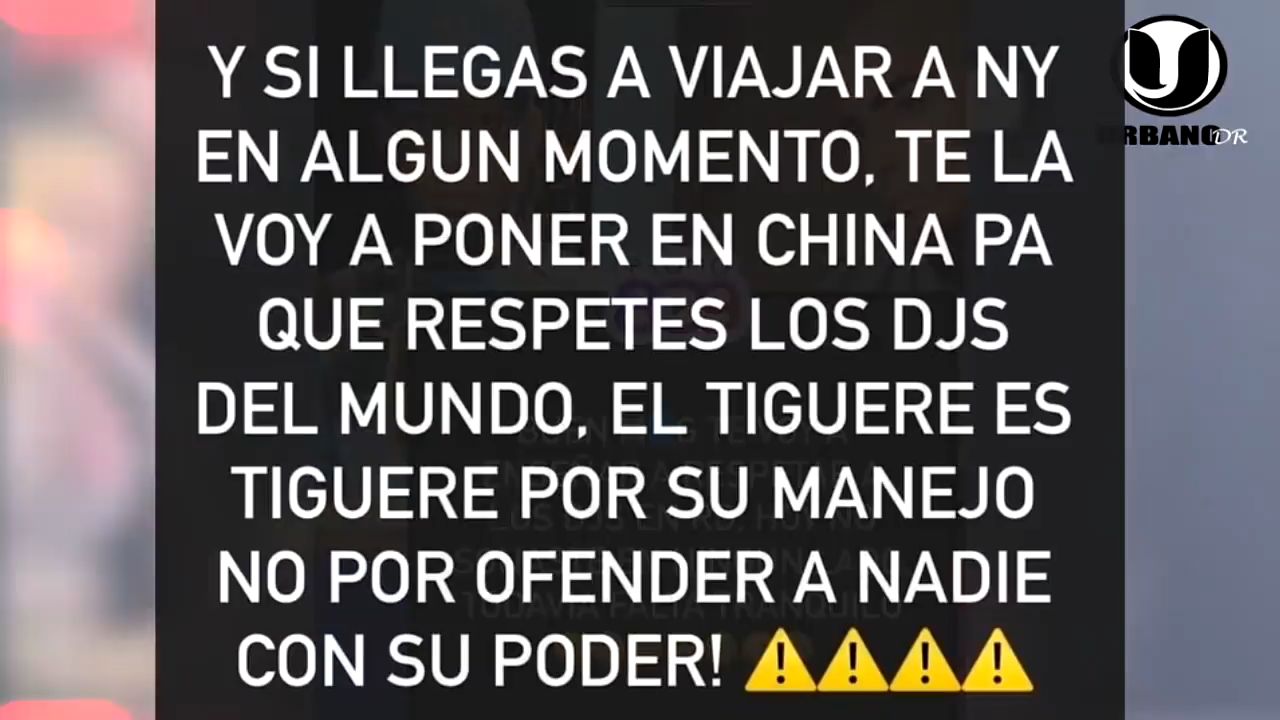 Y SI LLEGAS A VIAJAR A NY
EN ALGUN MOMENTO, TE LA
VOY A PONER EN CHINA PA
QUE RESPETES LOS DJS
DEL MUNDO, EL TIGUERE ES
TIGUERE POR SU MANEJO
NO POR OFENDER A NADIE
CON SU PODER! ⚠️⚠️⚠️⚠️
URBANO DR